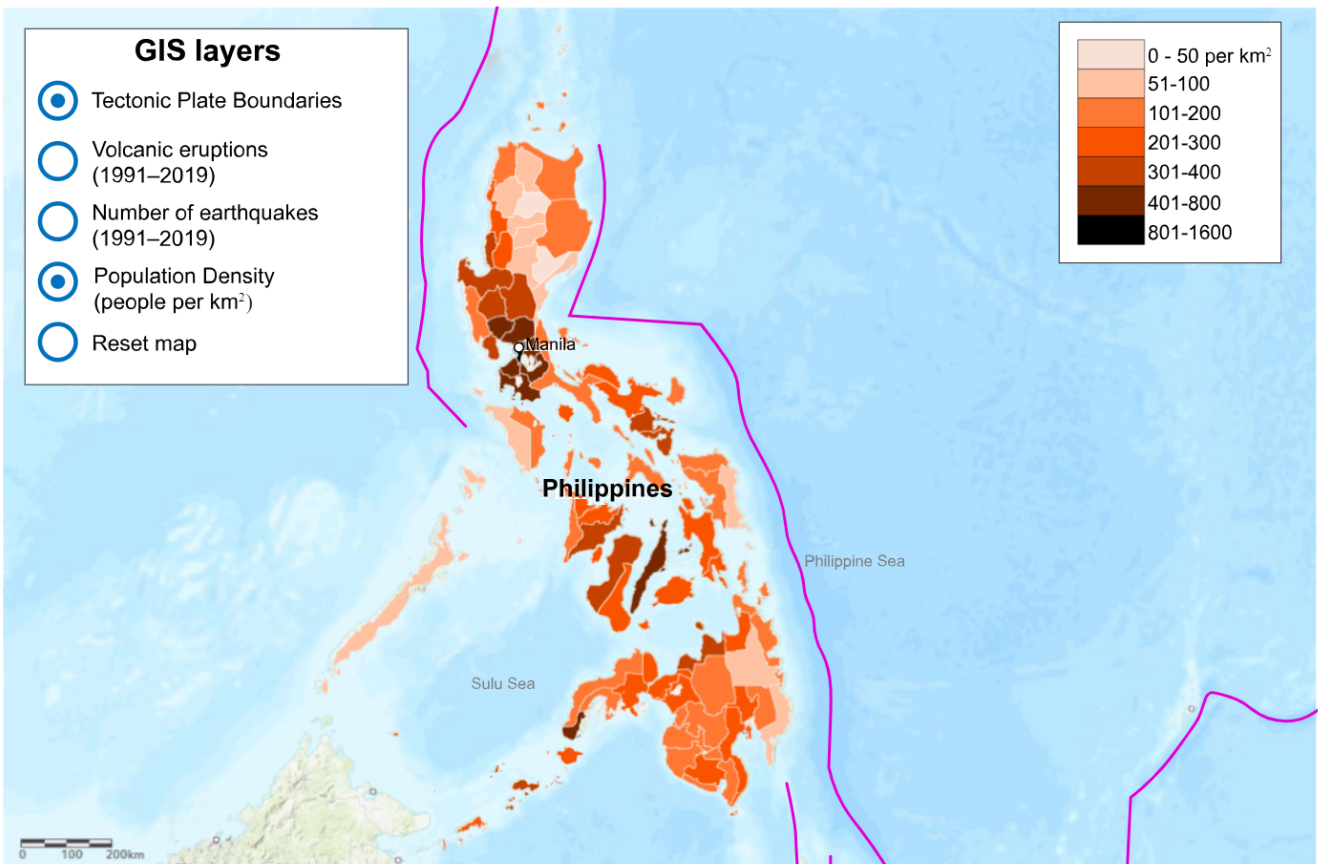 GIS layers
Tectonic Plate Boundaries
Volcanic eruptions
(1991–2019)
Number of earthquakes
(1991–2019)
Population Density
(people per km²)
Reset map
0 - 50 per km²
51-100
101-200
201-300
301-400
401-800
801-1600
Manila
Philippines
Philippine Sea
Sulu Sea
0 100 200km